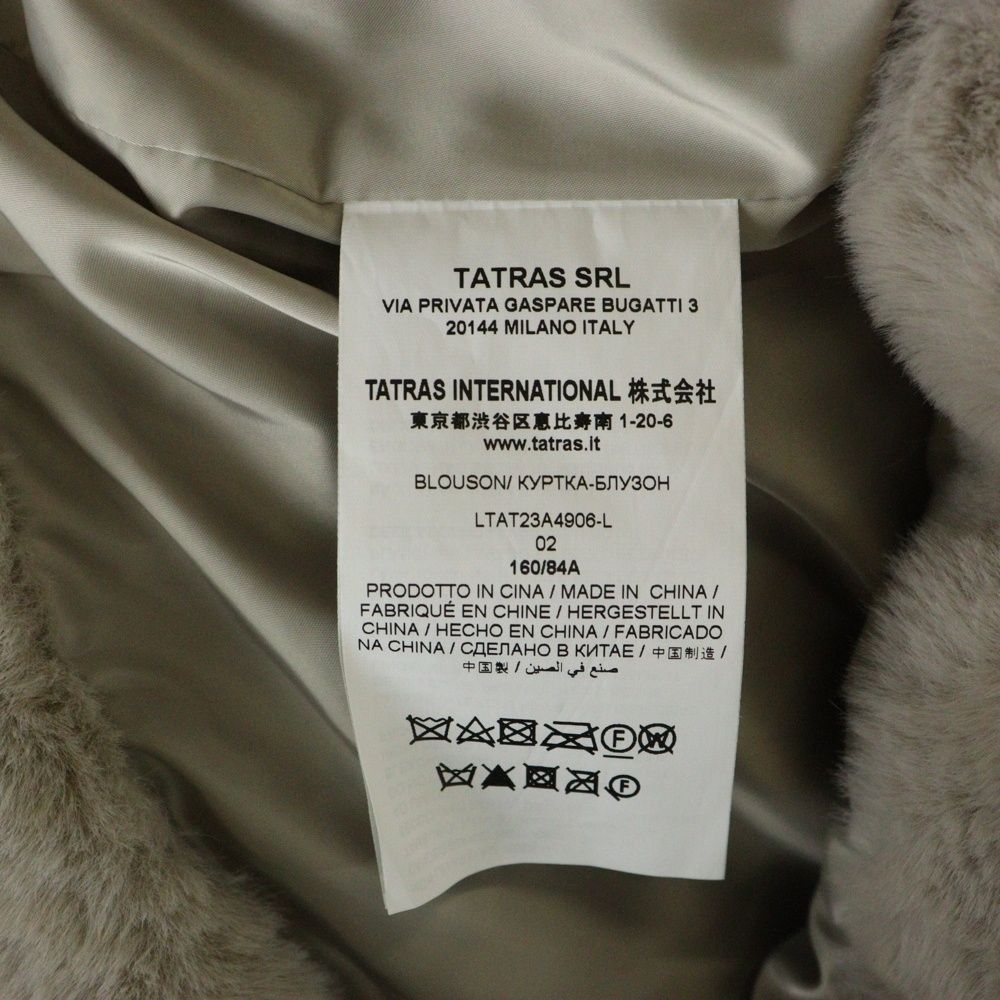 TATRAS SRL
VIA PRIVATA GASPARE BUGATTI 3
20144 MILANO ITALY
TATRAS INTERNATIONAL 株式会社
東京都渋谷区恵比寿南 1-20-6
www.tatras.it
BLOUSON/ КУРТКА-БЛУЗОН
LTAT23A4906-L
02
160/84A
PRODOTTO IN CINA / MADE IN CHINA /
FABRIQUÉ EN CHINE / HERGESTELLT IN
CHINA / HECHO EN CHINA / FABRICADO
NA CHINA / СДЕЛАНО В КИТАЕ / 中国制造 /
中国製 / صنع في الصين
F W
F